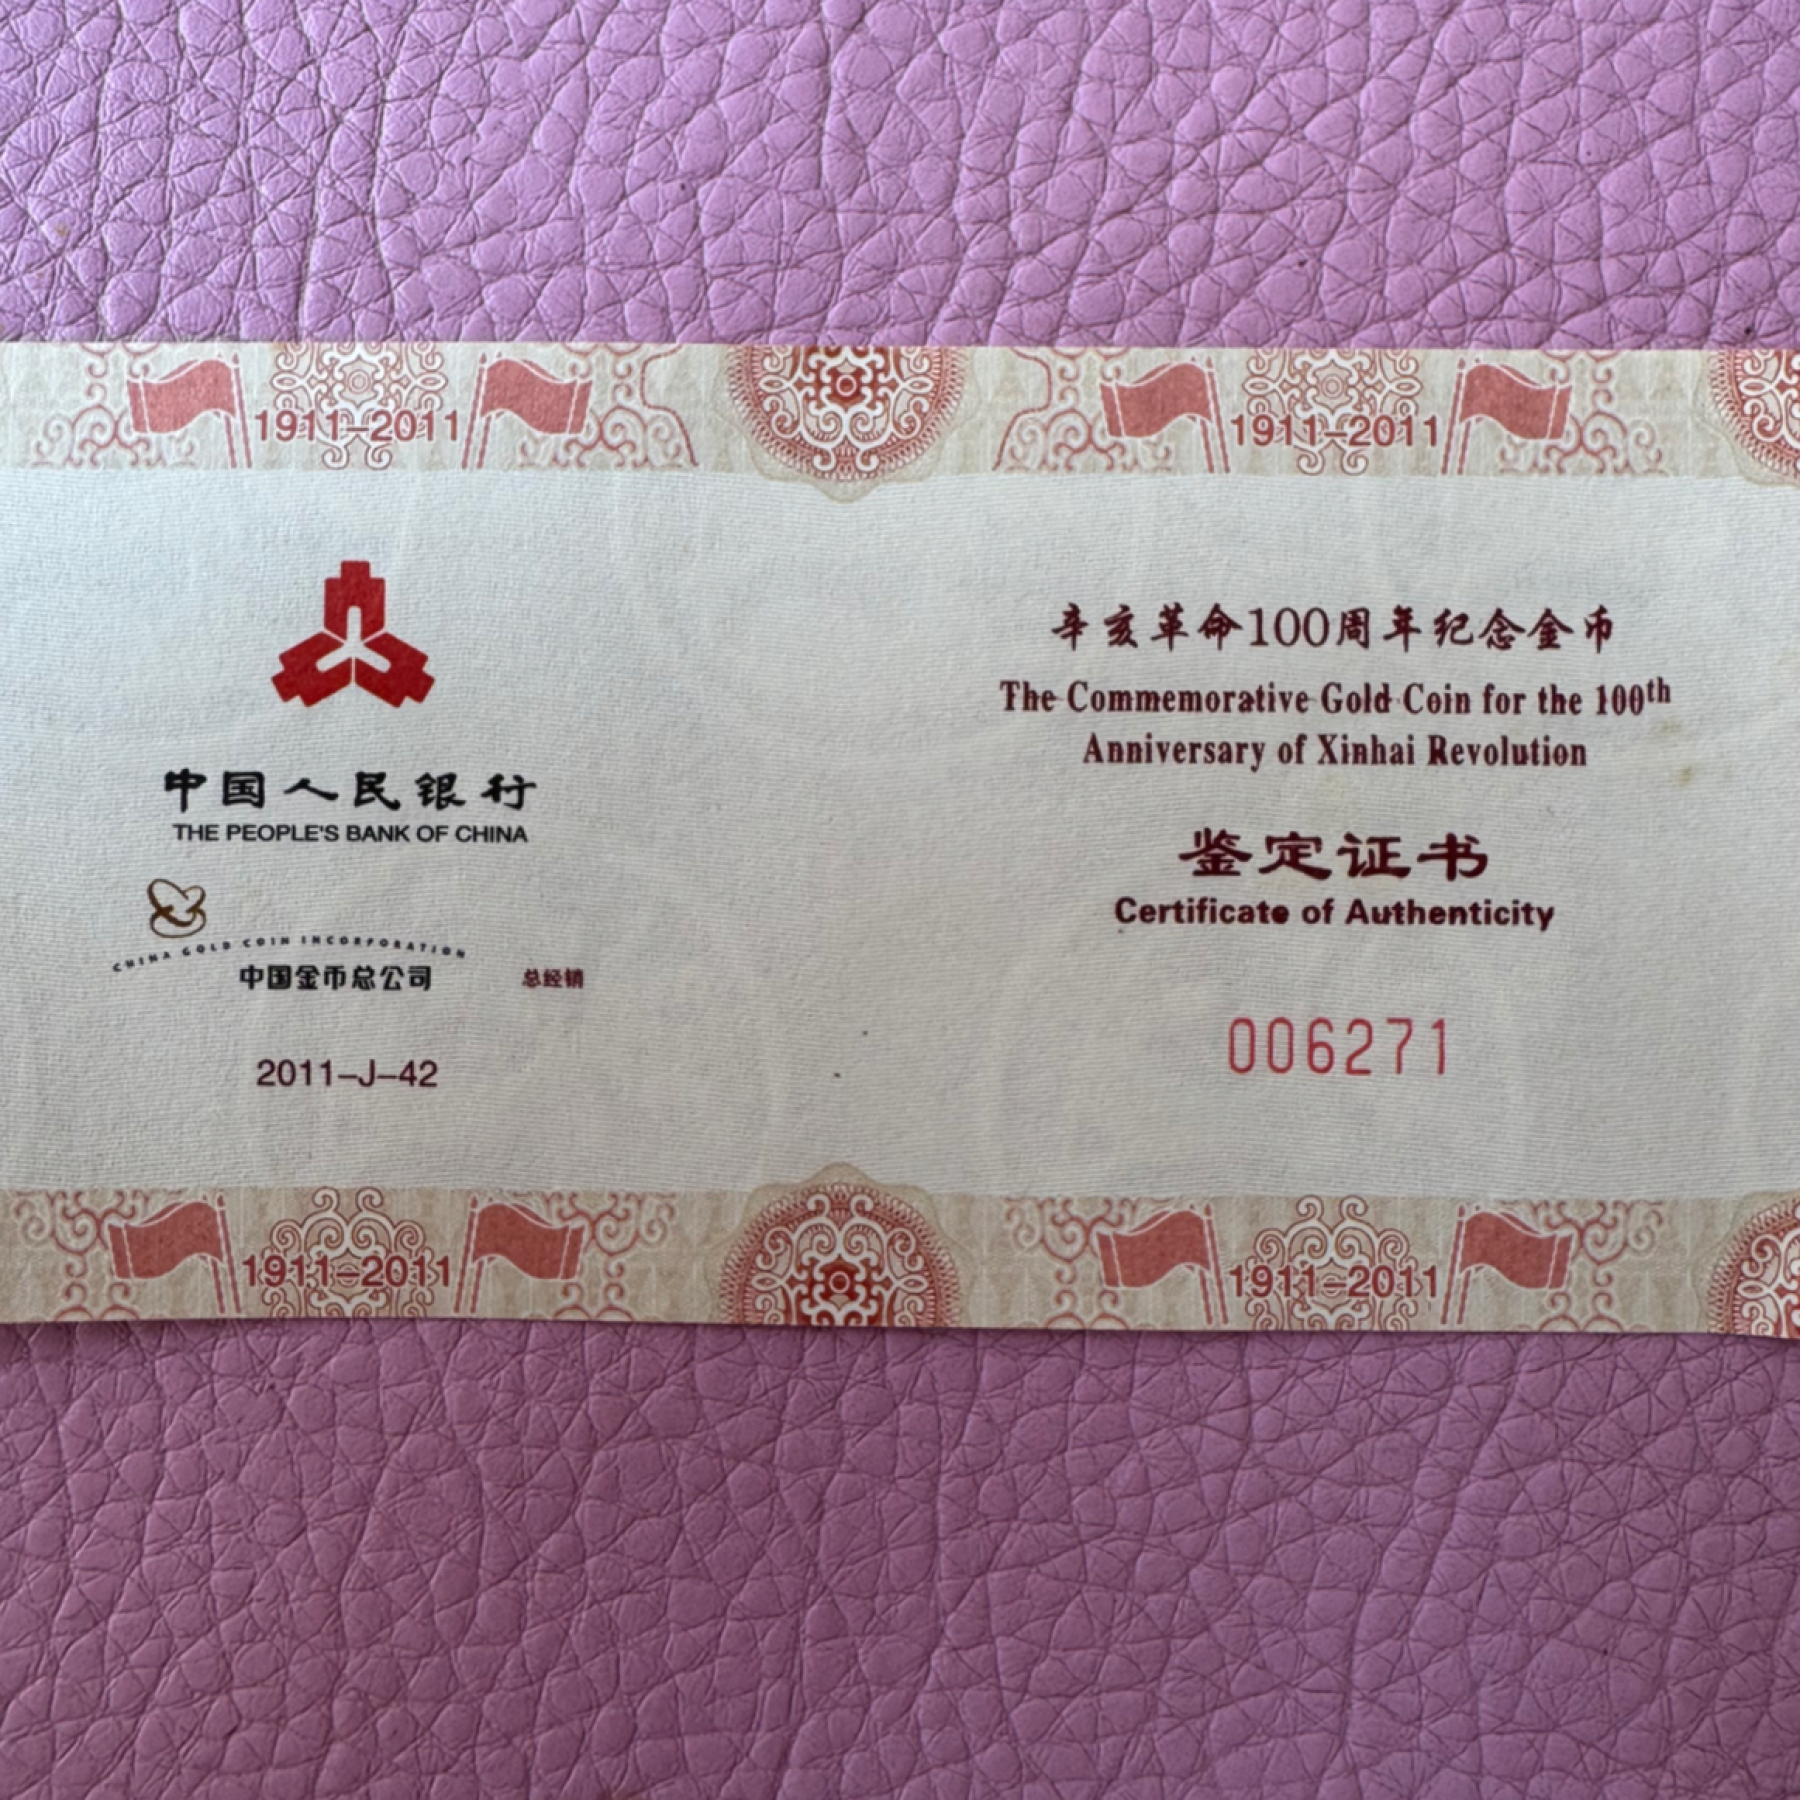 1911–2011
1911–2011
中国人民银行
THE PEOPLE'S BANK OF CHINA
CHINA GOLD COIN INCORPORATION
中国金币总公司 总经销
2011–J–42
辛亥革命100周年纪念金币
The Commemorative Gold Coin for the 100th
Anniversary of Xinhai Revolution
鉴定证书
Certificate of Authenticity
006271
1911–2011
1911–2011